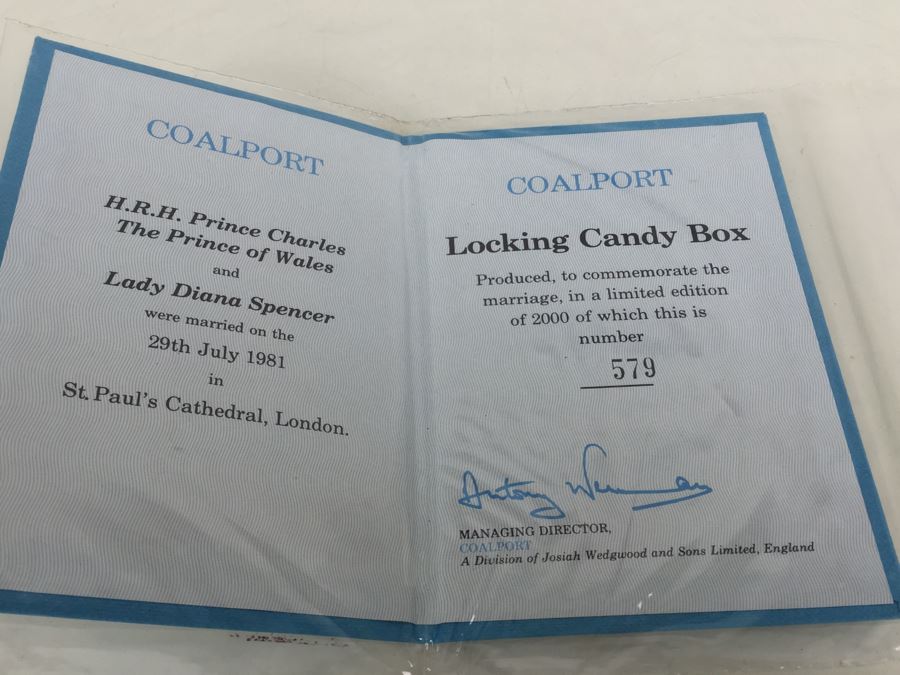 COALPORT
H.R.H. Prince Charles
The Prince of Wales
and
Lady Diana Spencer
were married on the
29th July 1981
in
St. Paul's Cathedral, London.
COALPORT
Locking Candy Box
Produced, to commemorate the
marriage, in a limited edition
of 2000 of which this is
number
579
Antony
MANAGING DIRECTOR,
COALPORT
A Division of Josiah Wedgwood and Sons Limited, England